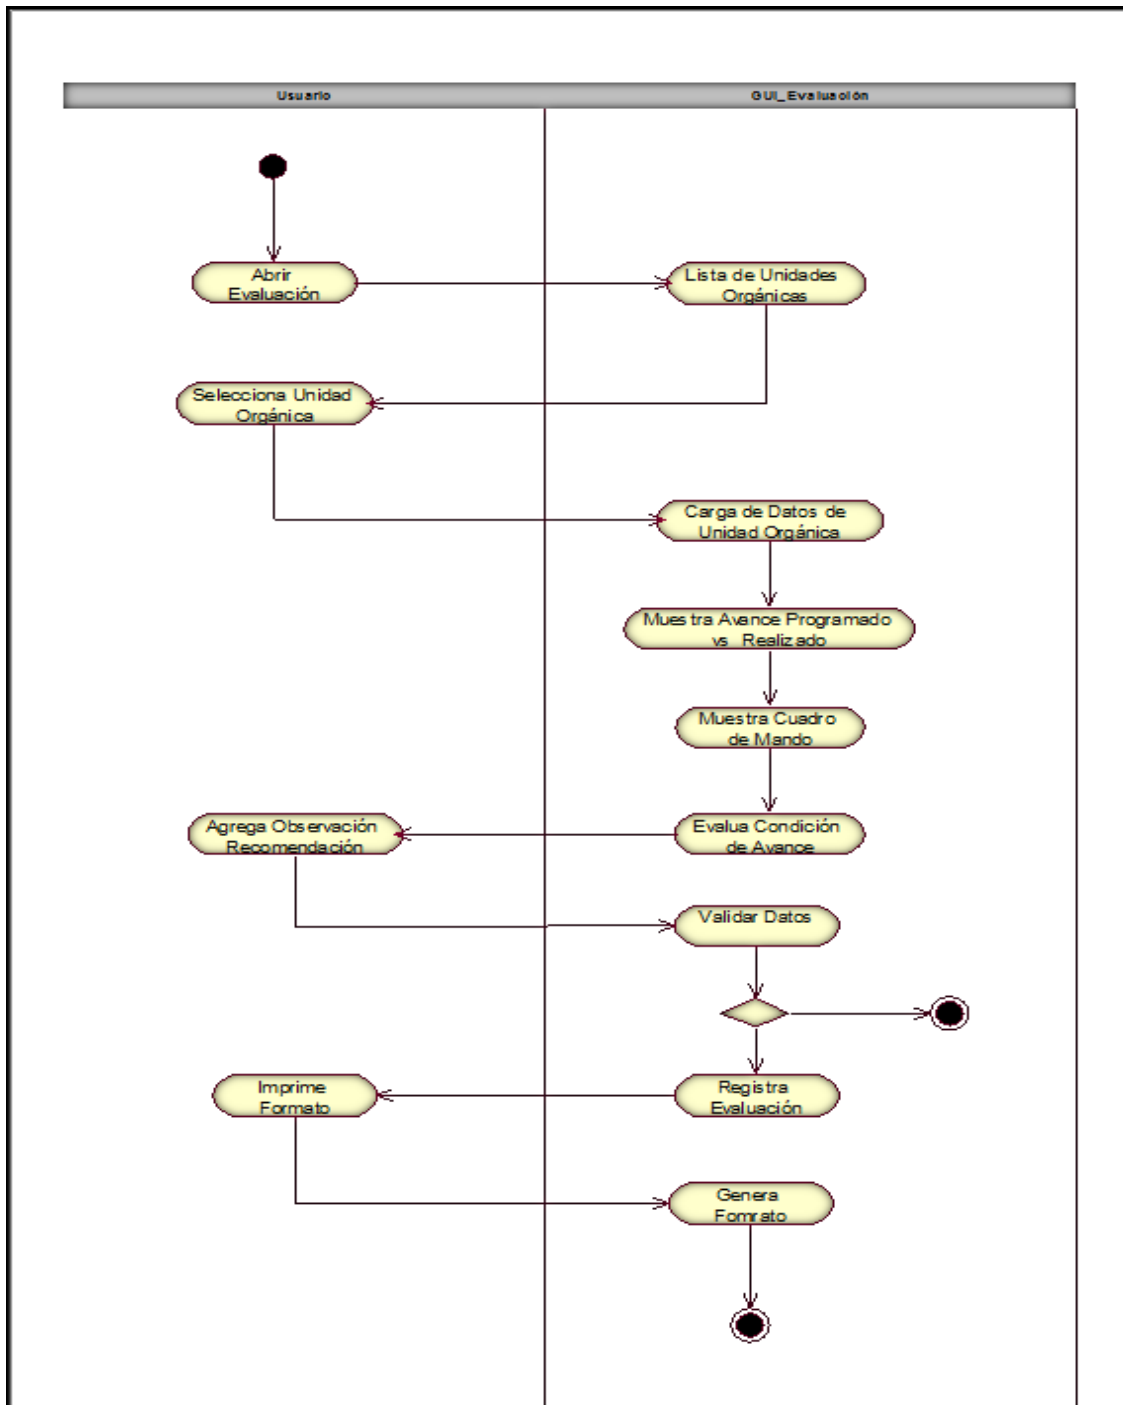 Usuario
GUI_Evaluación
Abrir
Evaluación
Lista de Unidades
Orgánicas
Selecciona Unidad
Orgánica
Carga de Datos de
Unidad Orgánica
Muestra Avance Programado
vs Realizado
Muestra Cuadro
de Mando
Agrega Observación
Recomendación
Evalua Condición
de Avance
Validar Datos
Imprime
Formato
Registra
Evaluación
Genera
Fomrato